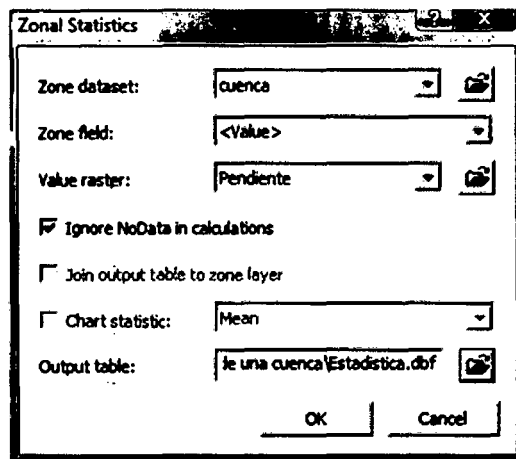 Zonal Statistics
Zone dataset: cuenca
Zone field: <Value>
Value raster: Pendiente
Ignore NoData in calculations
Join output table to zone layer
Chart statistic: Mean
Output table: de una cuenca\Estadistica.dbf
OK Cancel